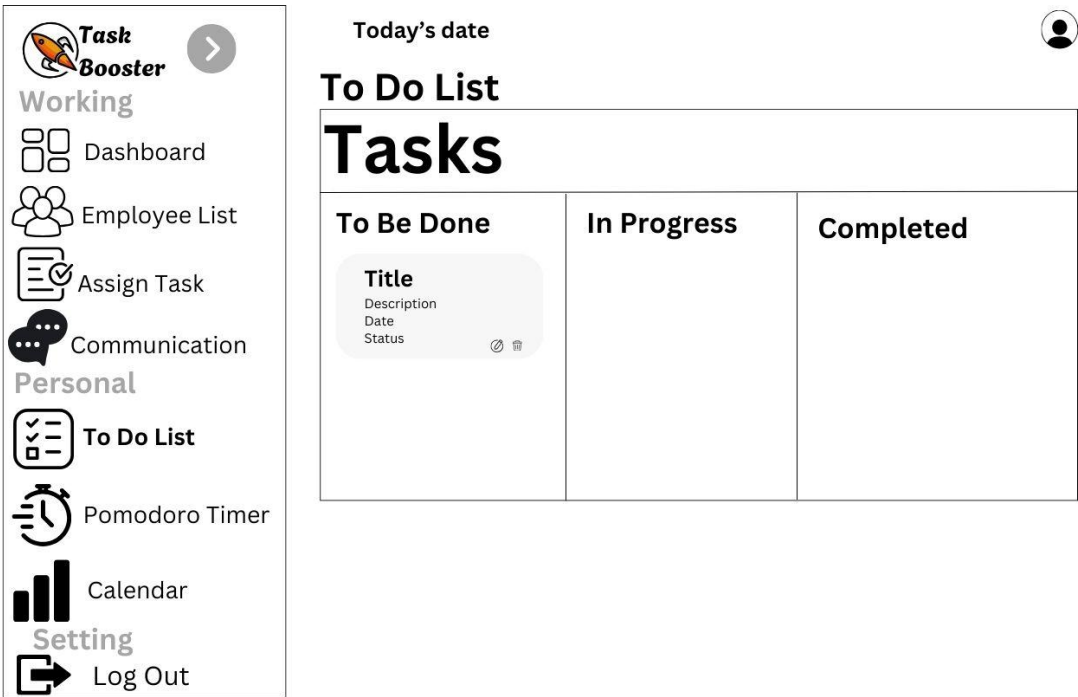 Task
Booster
Working
Dashboard
Employee List
Assign Task
Communication
Personal
To Do List
Pomodoro Timer
Calendar
Setting
Log Out
Today's date
To Do List
Tasks
To Be Done
Title
Description
Date
Status
In Progress
Completed